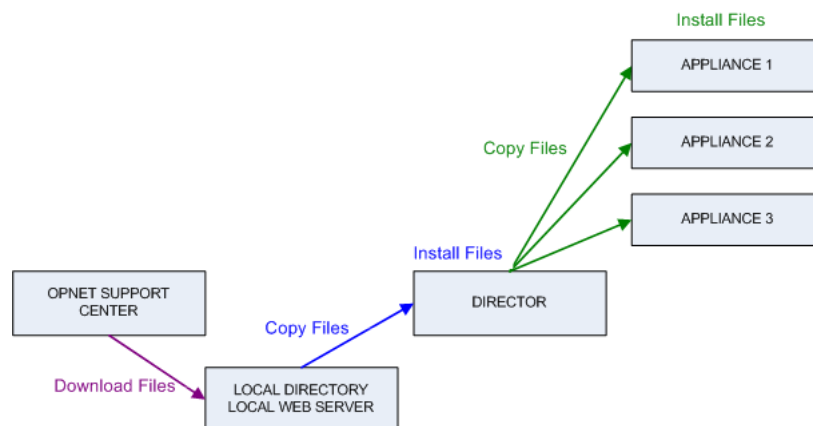 Install Files
APPLIANCE 1
Copy Files
APPLIANCE 2
APPLIANCE 3
Install Files
OPNET SUPPORT
CENTER
DIRECTOR
Copy Files
Download Files
LOCAL DIRECTORY
LOCAL WEB SERVER